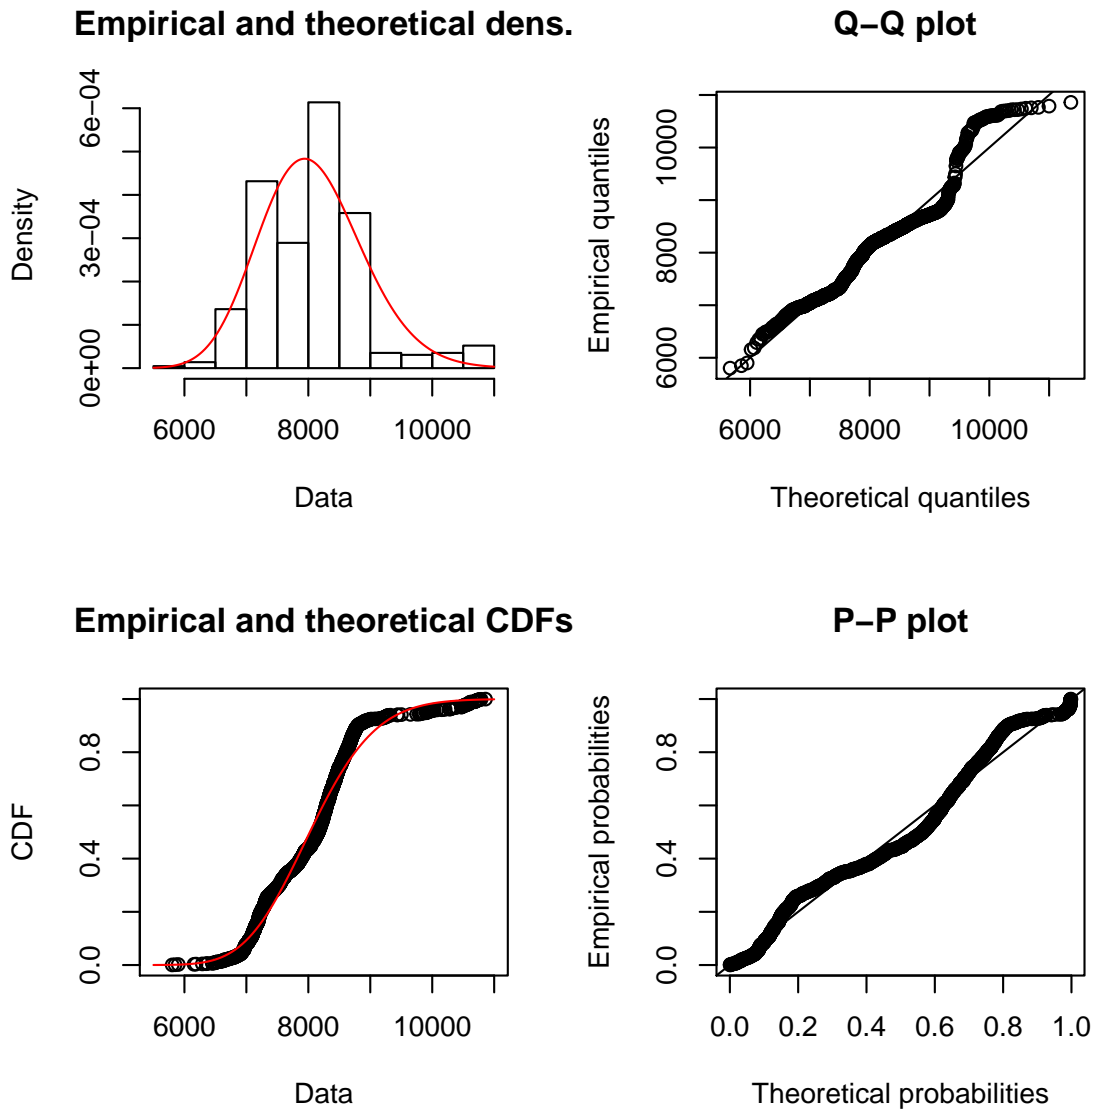 Empirical and theoretical dens.
Density
0e+00 3e−04 6e−04
6000 8000 10000
Data
Q−Q plot
Empirical quantiles
6000 8000 10000
6000 8000 10000
Theoretical quantiles
Empirical and theoretical CDFs
CDF
0.0 0.4 0.8
6000 8000 10000
Data
P−P plot
Empirical probabilities
0.0 0.4 0.8
0.0 0.2 0.4 0.6 0.8 1.0
Theoretical probabilities